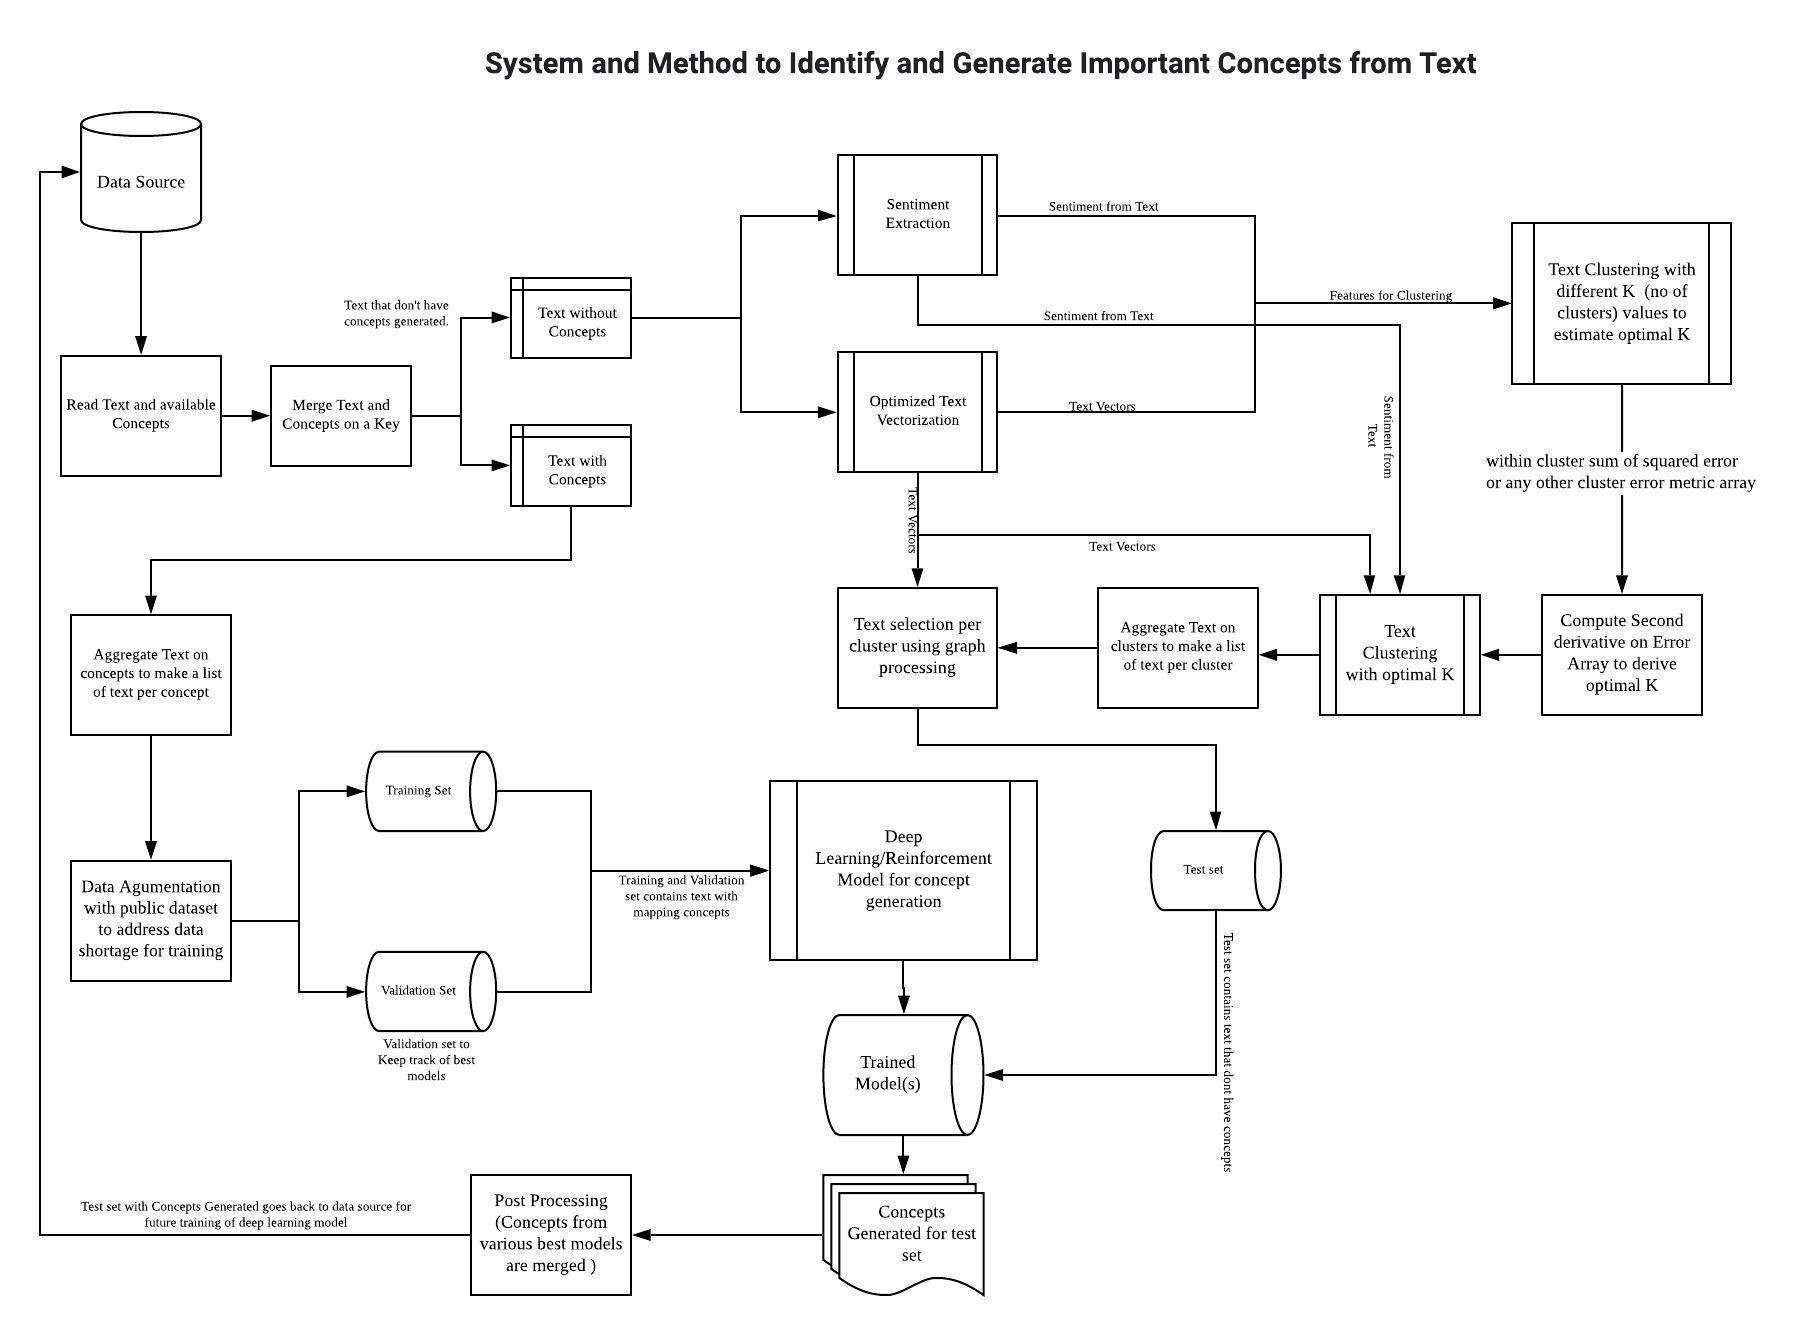 System and Method to Identify and Generate Important Concepts from Text
Data Source
Read Text and available
Concepts
Merge Text and
Concepts on a Key
Text that don't have
concepts generated.
Text without
Concepts
Text with
Concepts
Sentiment
Extraction
Sentiment from Text
Sentiment from Text
Optimized Text
Vectorization
Text Vectors
Features for Clustering
Text Clustering with
different K (no of
clusters) values to
estimate optimal K
Sentiment from
Text
within cluster sum of squared error
or any other cluster error metric array
Text Vectors
Text Vectors
Compute Second
derivative on Error
Array to derive
optimal K
Text
Clustering
with optimal K
Aggregate Text on
clusters to make a list
of text per cluster
Text selection per
cluster using graph
processing
Aggregate Text on
concepts to make a list
of text per concept
Data Agumentation
with public dataset
to address data
shortage for training
Training Set
Validation Set
Validation set to
Keep track of best
models
Training and Validation
set contains text with
mapping concepts
Deep
Learning/Reinforcement
Model for concept
generation
Test set
Test set contains text that dont have concepts
Trained
Model(s)
Concepts
Generated for test
set
Post Processing
(Concepts from
various best models
are merged )
Test set with Concepts Generated goes back to data source for
future training of deep learning model